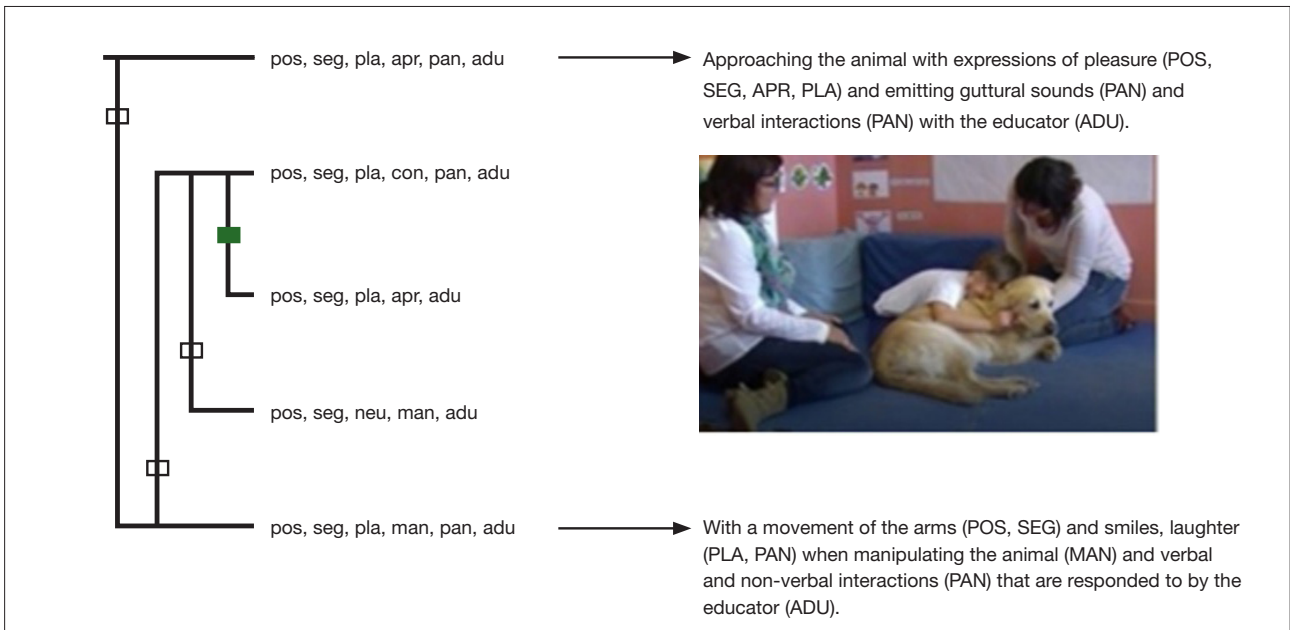 pos, seg, pla, apr, pan, adu
Approaching the animal with expressions of pleasure (POS,
SEG, APR, PLA) and emitting guttural sounds (PAN) and
verbal interactions (PAN) with the educator (ADU).
pos, seg, pla, con, pan, adu
pos, seg, pla, apr, adu
pos, seg, neu, man, adu
pos, seg, pla, man, pan, adu
With a movement of the arms (POS, SEG) and smiles, laughter
(PLA, PAN) when manipulating the animal (MAN) and verbal
and non-verbal interactions (PAN) that are responded to by the
educator (ADU).